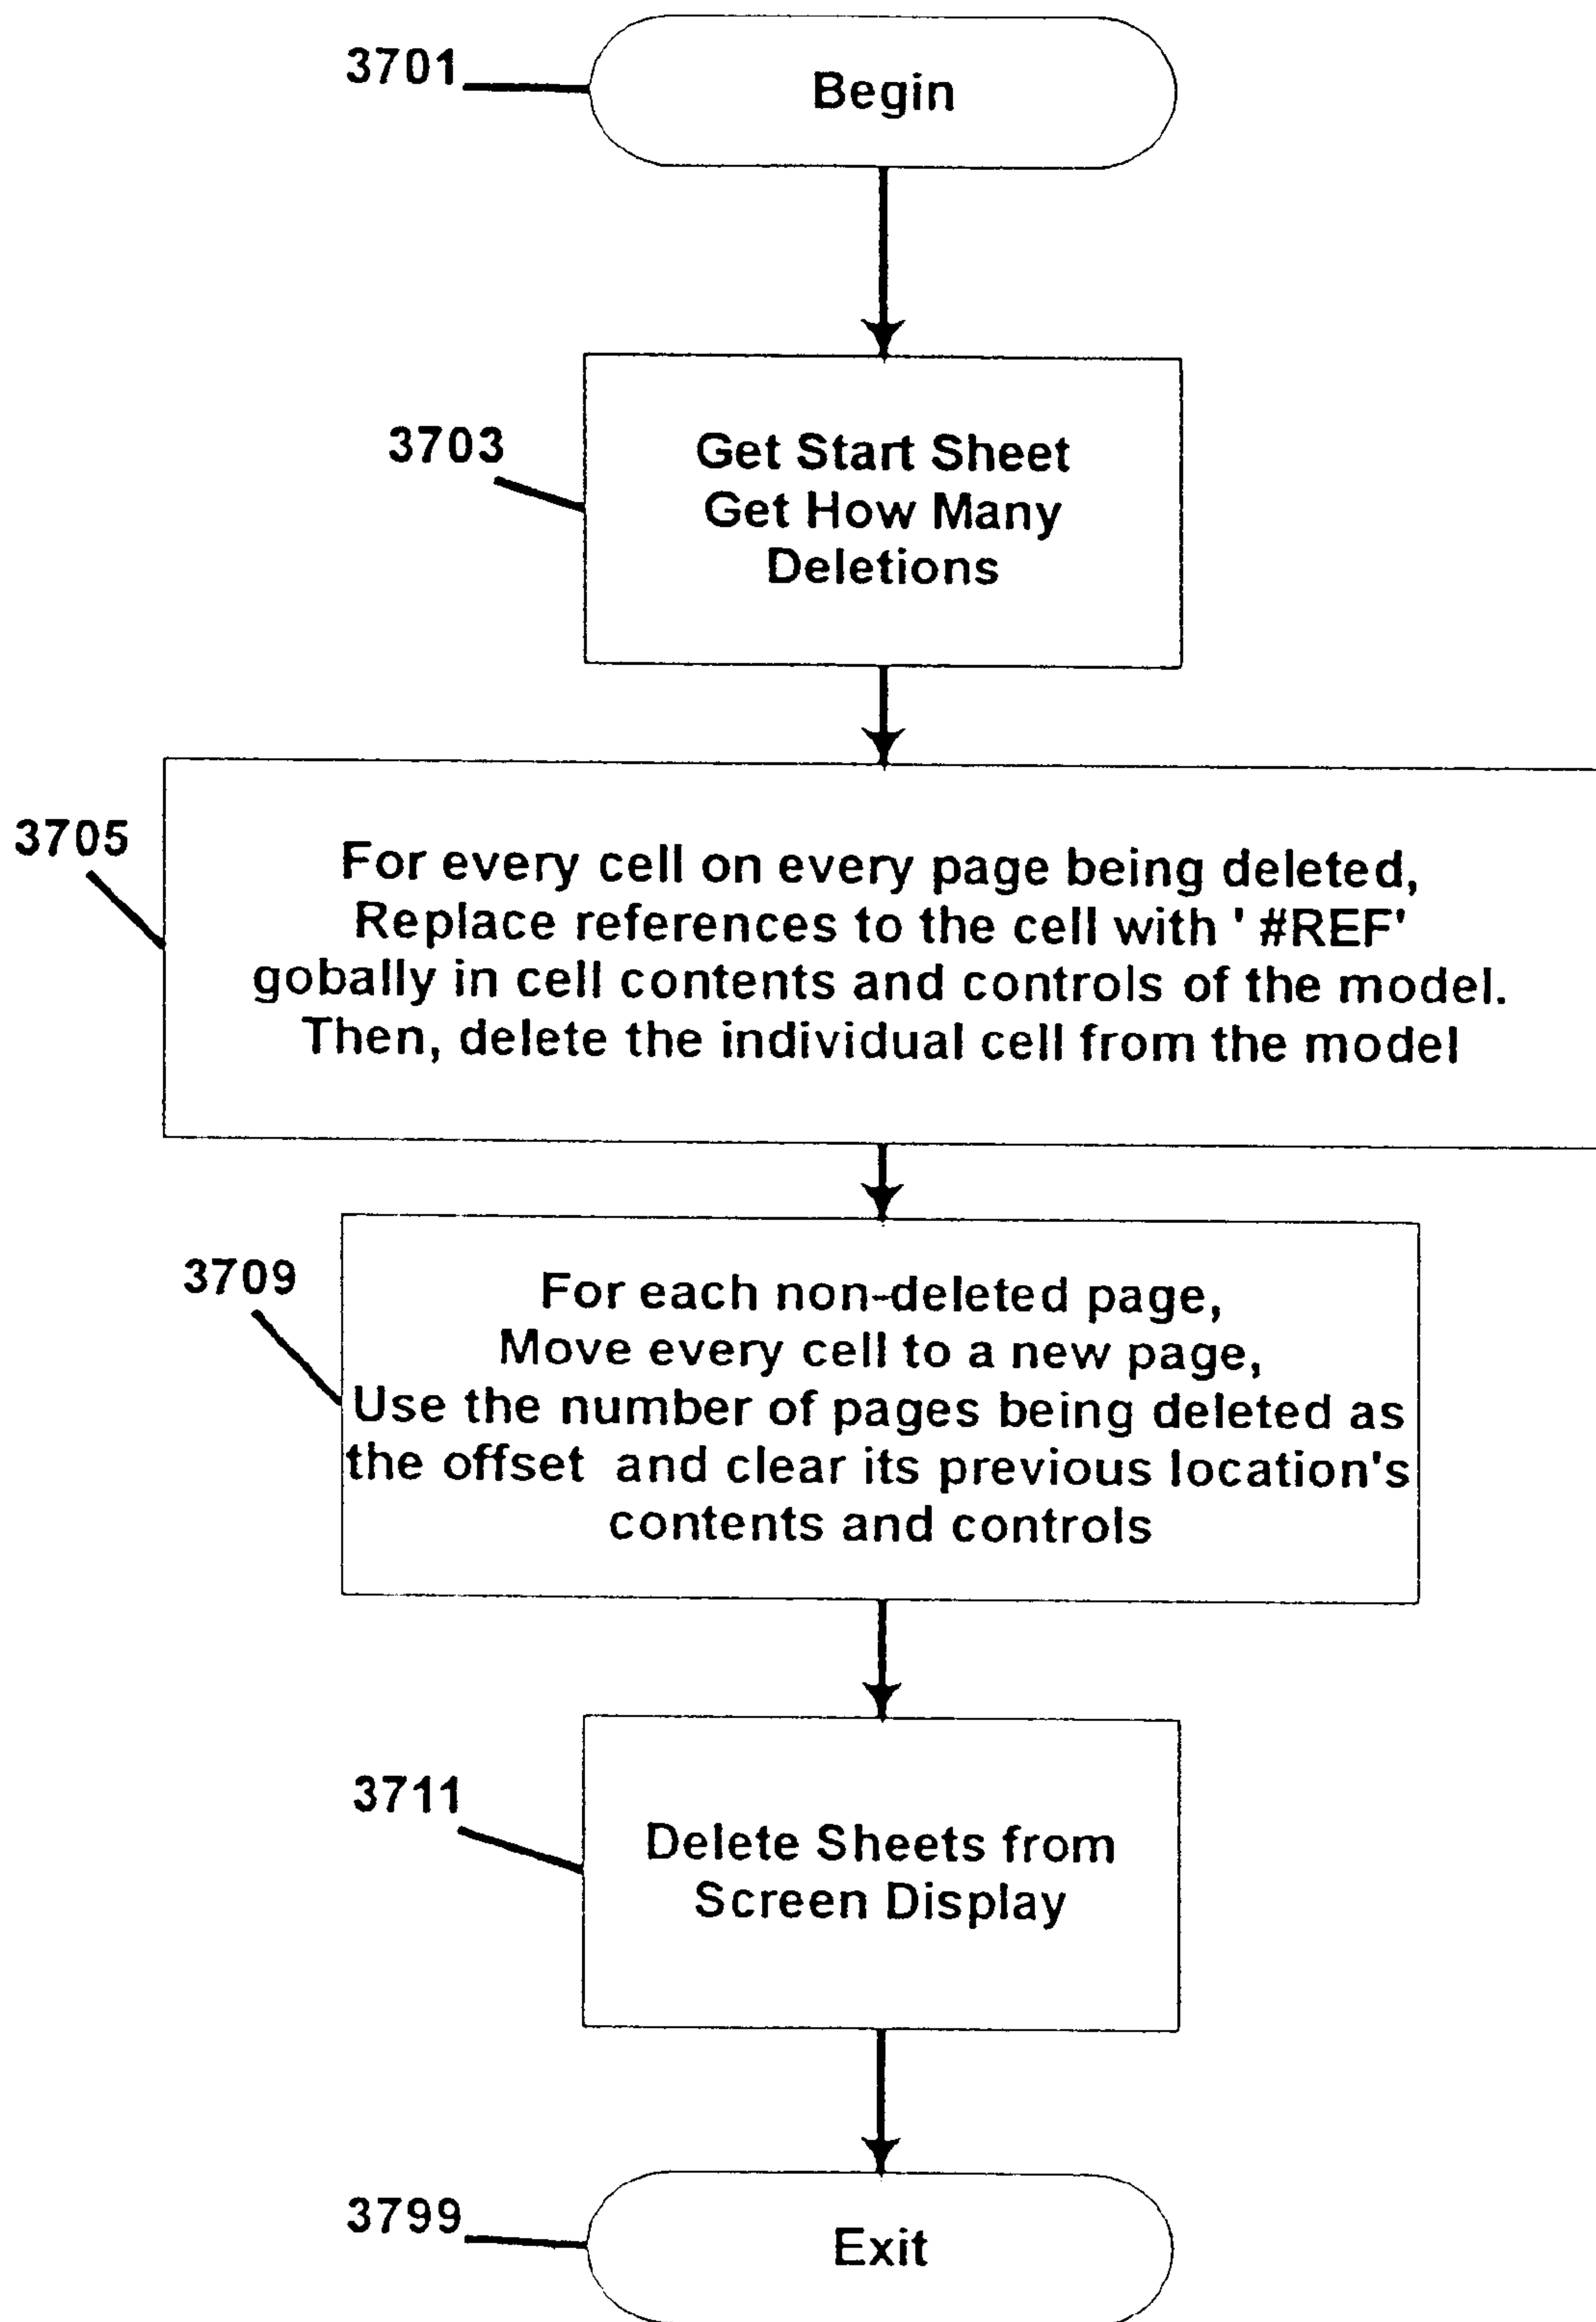 3701
Begin
3703
Get Start Sheet
Get How Many
Deletions
3705
For every cell on every page being deleted,
Replace references to the cell with ' #REF'
gobally in cell contents and controls of the model.
Then, delete the individual cell from the model
3709
For each non-deleted page,
Move every cell to a new page,
Use the number of pages being deleted as
the offset and clear its previous location's
contents and controls
3711
Delete Sheets from
Screen Display
3799
Exit